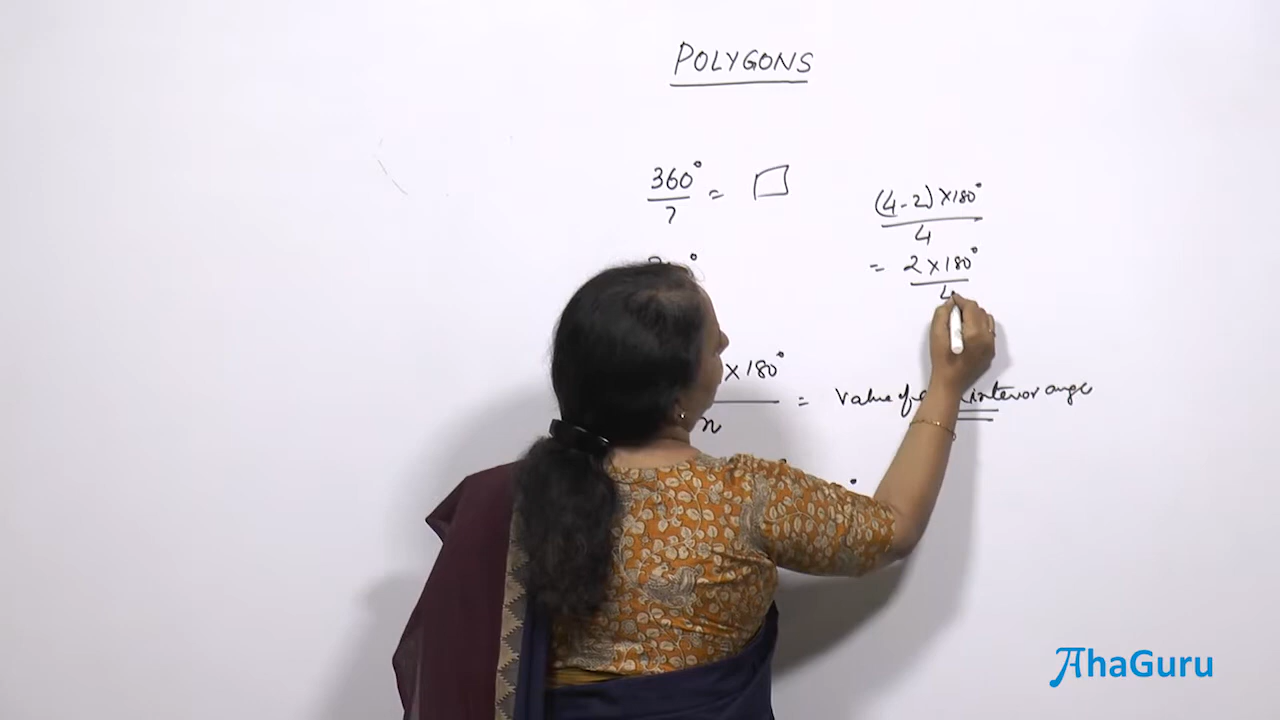 POLYGONS
360°
7
=
(4-2)×180°
4
= 2×180°
4
×180°
n
= Value of interior angle
AhaGuru